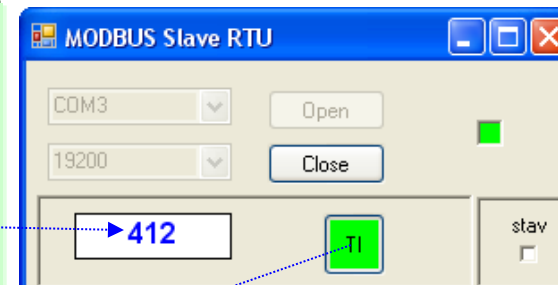 MODBUS Slave RTU
COM3
Open
19200
Close
412
TI
stav